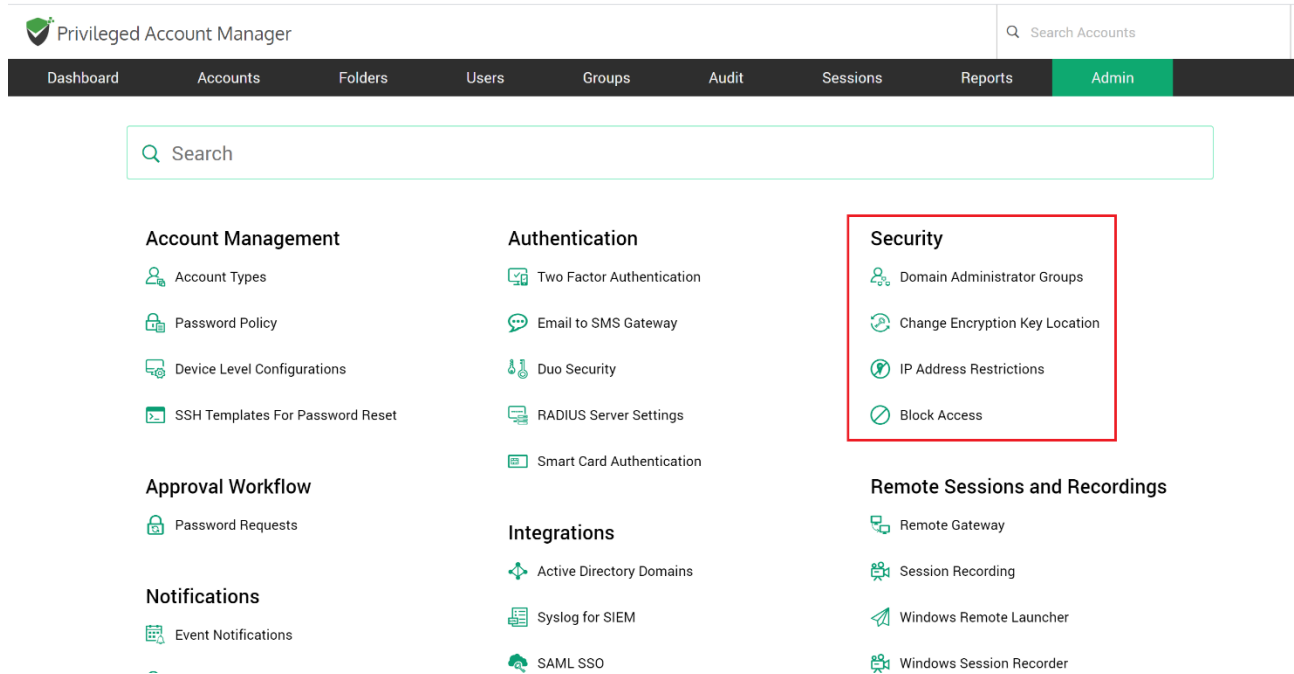 Privileged Account Manager
Search Accounts
Dashboard Accounts Folders Users Groups Audit Sessions Reports Admin
Search
Account Management
Account Types
Password Policy
Device Level Configurations
SSH Templates For Password Reset
Approval Workflow
Password Requests
Notifications
Event Notifications
Authentication
Two Factor Authentication
Email to SMS Gateway
Duo Security
RADIUS Server Settings
Smart Card Authentication
Integrations
Active Directory Domains
Syslog for SIEM
SAML SSO
Security
Domain Administrator Groups
Change Encryption Key Location
IP Address Restrictions
Block Access
Remote Sessions and Recordings
Remote Gateway
Session Recording
Windows Remote Launcher
Windows Session Recorder